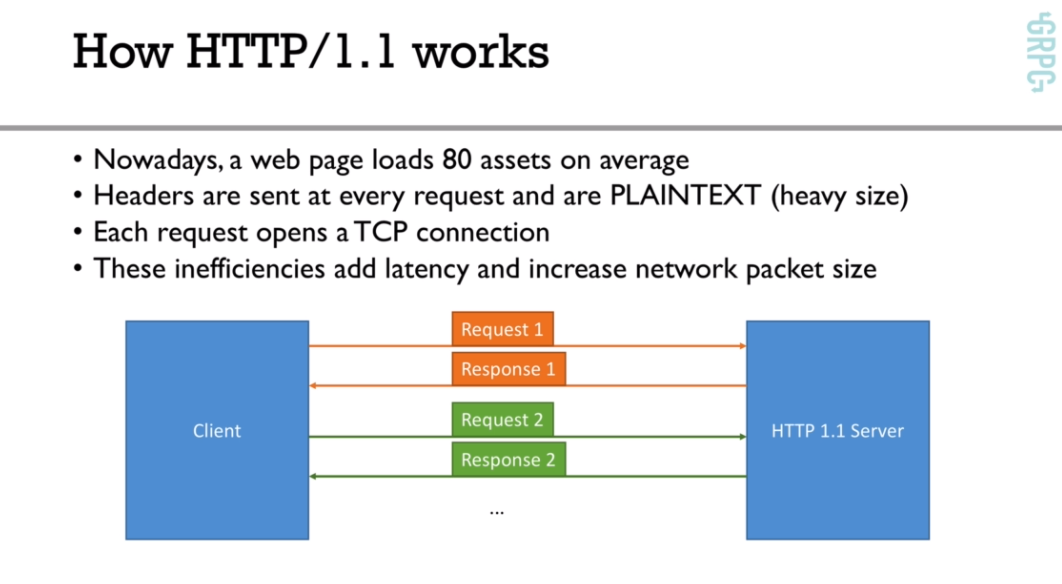 How HTTP/1.1 works
GRPC
• Nowadays, a web page loads 80 assets on average
• Headers are sent at every request and are PLAINTEXT (heavy size)
• Each request opens a TCP connection
• These inefficiencies add latency and increase network packet size
Request 1
Response 1
Client
Request 2
HTTP 1.1 Server
Response 2
...